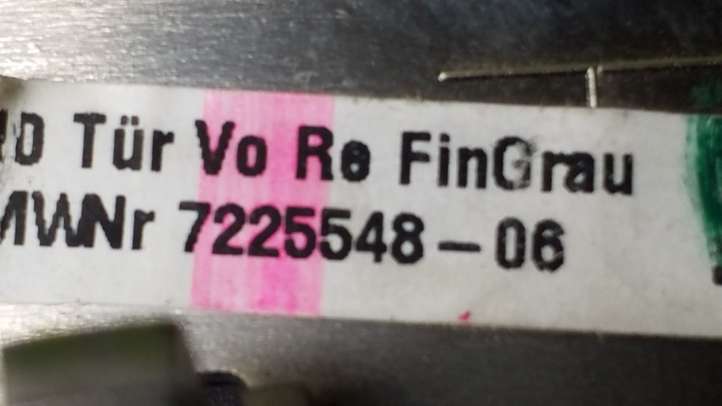 Tür Vo Re FinGrau
MWNr 7225548-06